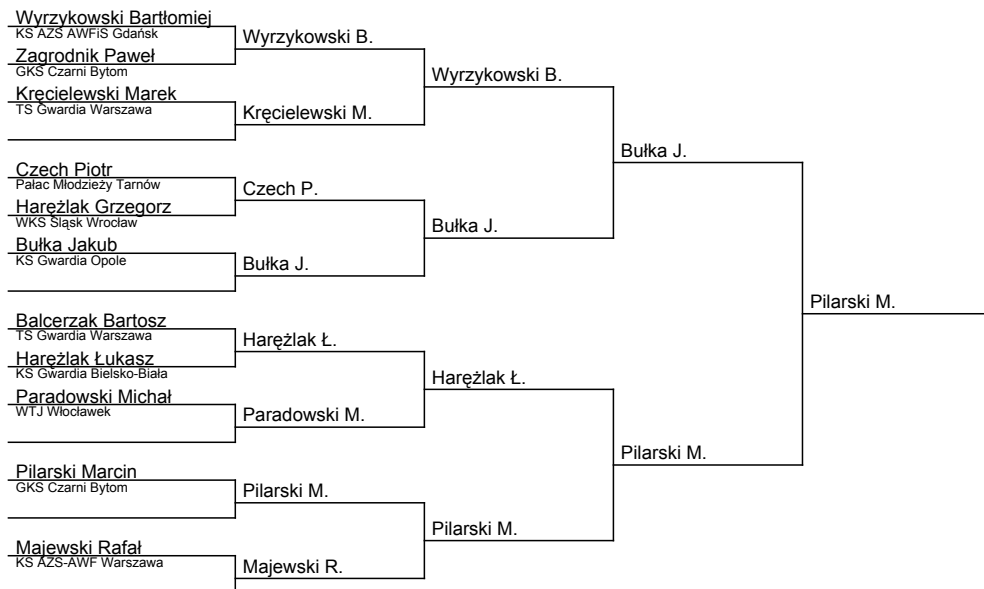 Wyrzykowski Bartłomiej
KS AZS AWFiS Gdańsk
Wyrzykowski B.
Zagrodnik Paweł
GKS Czarni Bytom
Wyrzykowski B.
Kręcielewski Marek
TS Gwardia Warszawa
Kręcielewski M.
Bułka J.
Czech Piotr
Pałac Młodzieży Tarnów
Czech P.
Harężlak Grzegorz
WKS Śląsk Wrocław
Bułka J.
Bułka Jakub
KS Gwardia Opole
Bułka J.
Pilarski M.
Balcerzak Bartosz
TS Gwardia Warszawa
Harężlak Ł.
Harężlak Łukasz
KS Gwardia Bielsko-Biała
Harężlak Ł.
Paradowski Michał
WTJ Włocławek
Paradowski M.
Pilarski M.
Pilarski Marcin
GKS Czarni Bytom
Pilarski M.
Pilarski M.
Majewski Rafał
KS AZS-AWF Warszawa
Majewski R.